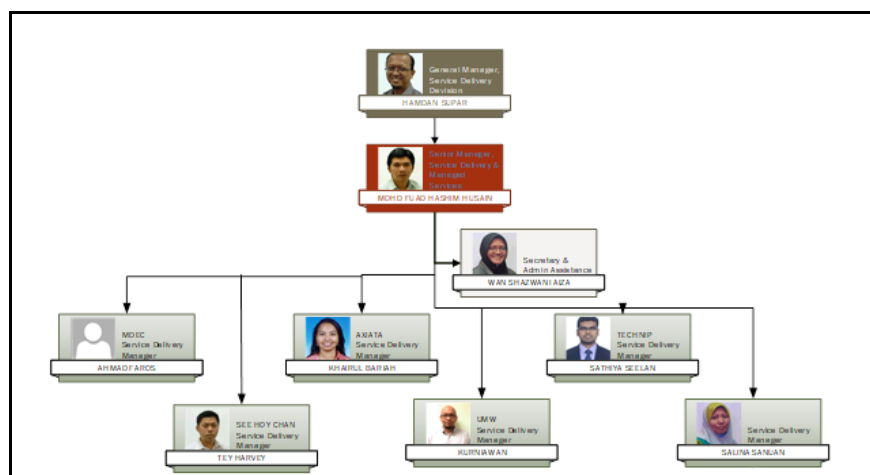 General Manager,
Service Delivery
Devision
HAMDAN SUPAR
Senior Manager,
Service Delivery &
Managed
Services
MOHD FUAD HASHIM HUSAIN
Secretary &
Admin Assistance
WAN SHAZWANI AIZA
MDEC
Service Delivery
Manager
AHMAD FAROS
AXIATA
Service Delivery
Manager
KHAIRUL BARIAH
TECHNIP
Service Delivery
Manager
SATHIYA SEELAN
SEE HOY CHAN
Service Delivery
Manager
TEY HARVEY
UMW
Service Delivery
Manager
KURNIAWAN
Service Delivery
Manager
SALINA SANUAN